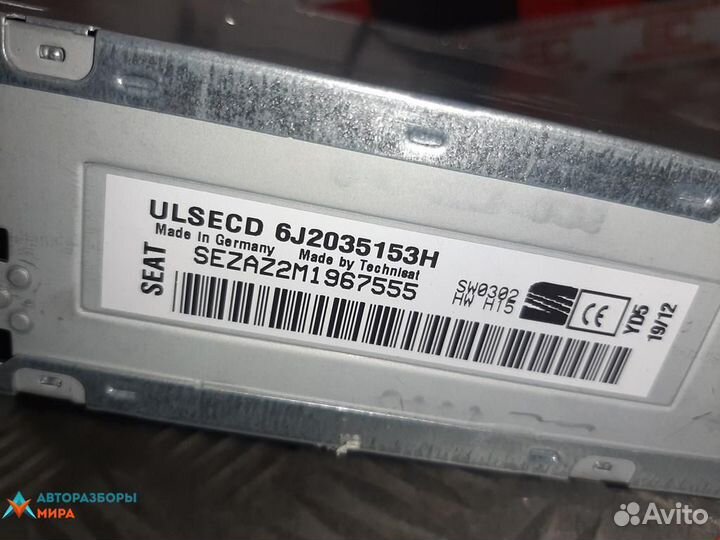 ULSECD 6J2035153H
Made in Germany Made by Technisat
SEAT
SEZAZ2M1967555
SW0302
HW H15
CE
YD5
19/12
АВТОРАЗБОРЫ
МИРА
Avito